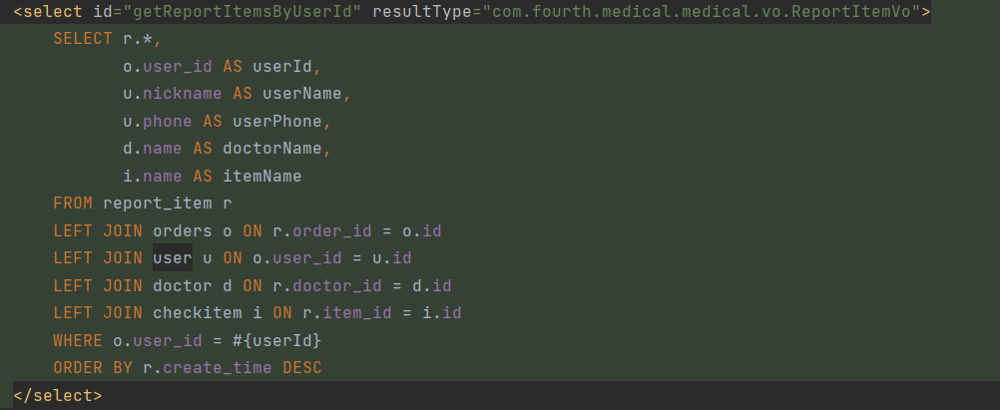 <select id="getReportItemsByUserId" resultType="com.fourth.medical.medical.vo.ReportItemVo">
    SELECT r.*,
           o.user_id AS userId,
           u.nickname AS userName,
           u.phone AS userPhone,
           d.name AS doctorName,
           i.name AS itemName
    FROM report_item r
    LEFT JOIN orders o ON r.order_id = o.id
    LEFT JOIN user u ON o.user_id = u.id
    LEFT JOIN doctor d ON r.doctor_id = d.id
    LEFT JOIN checkitem i ON r.item_id = i.id
    WHERE o.user_id = #{userId}
    ORDER BY r.create_time DESC
</select>